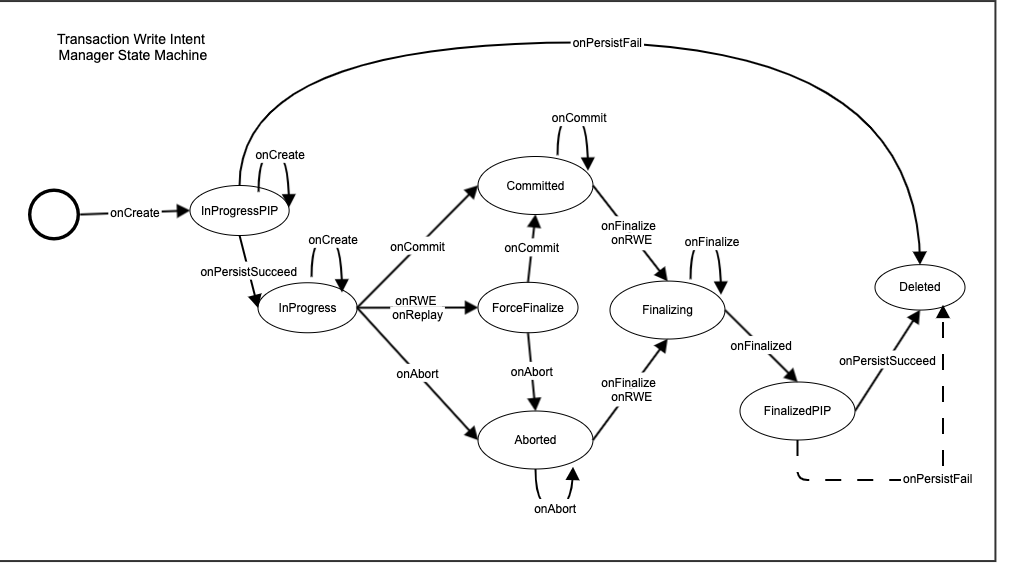 Transaction Write Intent
Manager State Machine
onPersistFail
onCommit
onCreate
Committed
InProgressPIP
onCreate
onFinalize
onRWE
onCreate
onCommit
onCommit
onFinalize
onPersistSucceed
Deleted
onRWE
onReplay
InProgress
ForceFinalize
Finalizing
onFinalized
onPersistSucceed
onAbort
onAbort
onFinalize
onRWE
FinalizedPIP
Aborted
onPersistFail
onAbort